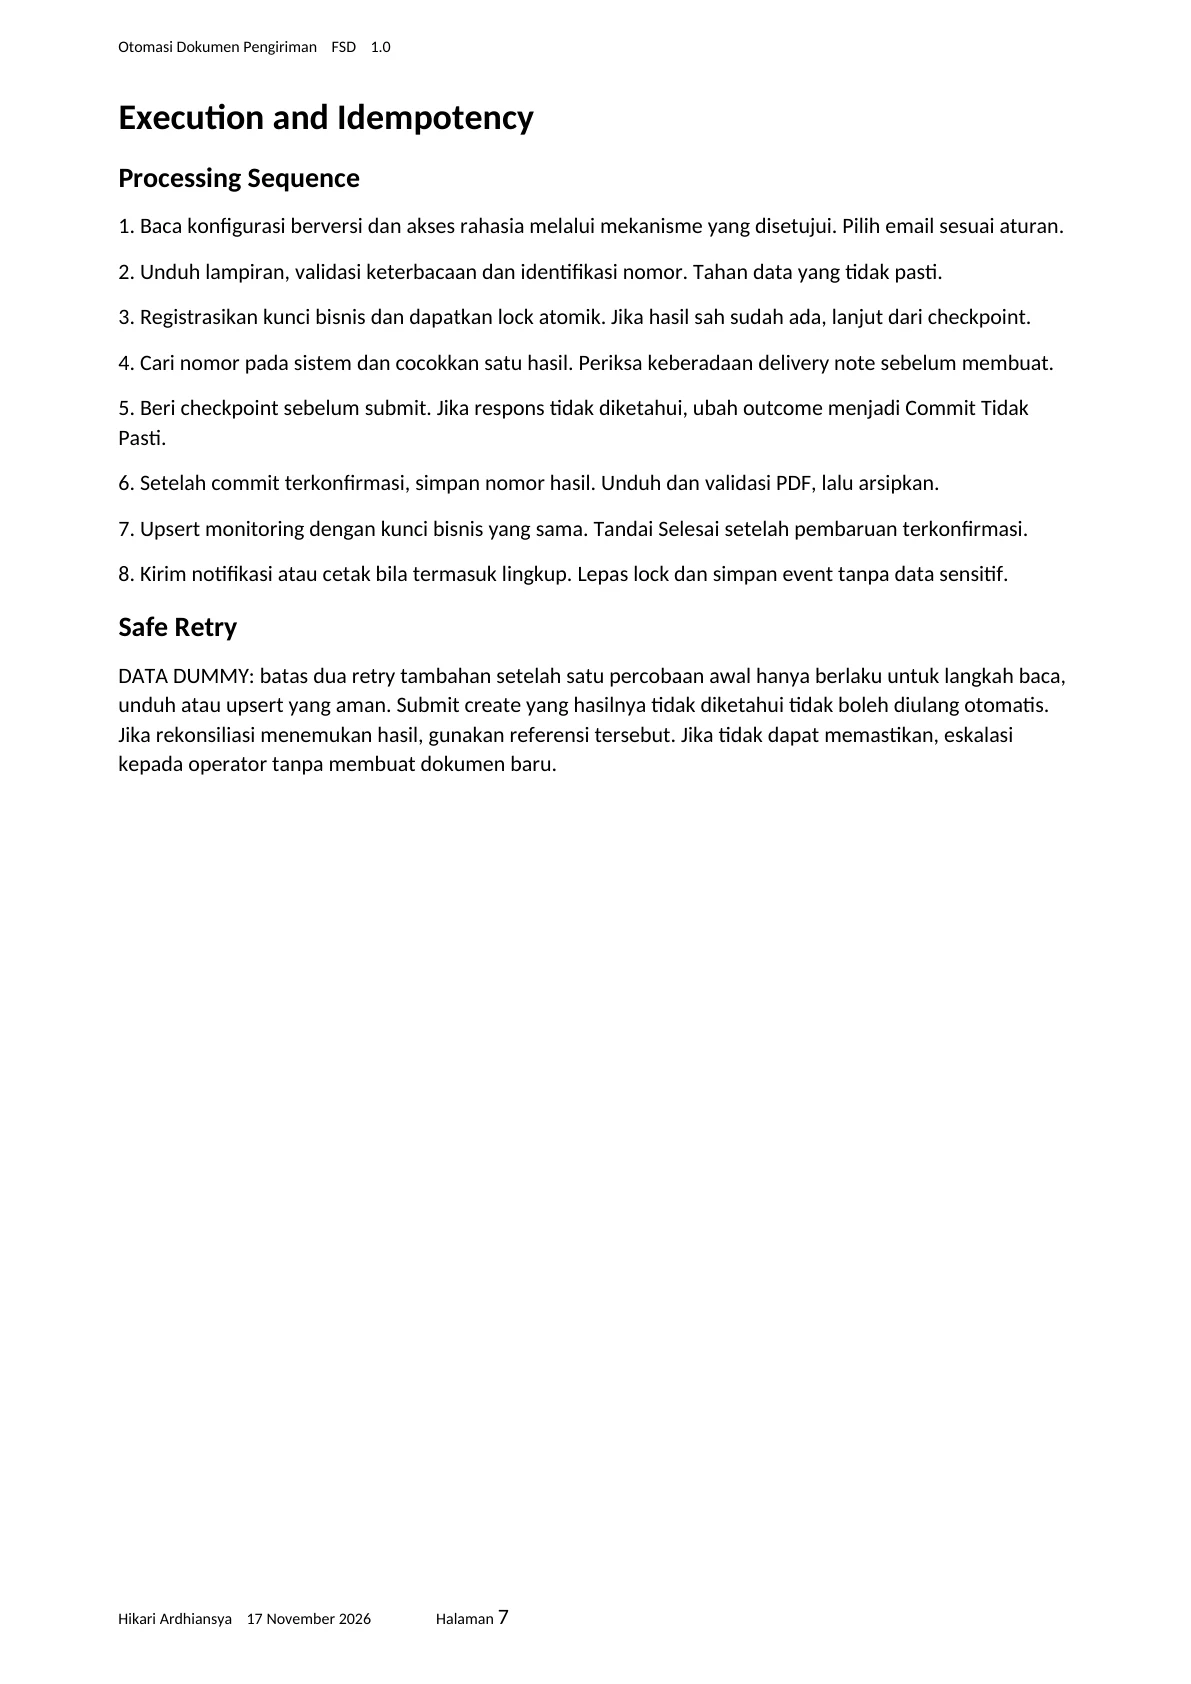 Otomasi Dokumen Pengiriman FSD 1.0
Execution and Idempotency
Processing Sequence
1. Baca konfigurasi berversi dan akses rahasia melalui mekanisme yang disetujui. Pilih email sesuai aturan.
2. Unduh lampiran, validasi keterbacaan dan identifikasi nomor. Tahan data yang tidak pasti.
3. Registrasikan kunci bisnis dan dapatkan lock atomik. Jika hasil sah sudah ada, lanjut dari checkpoint.
4. Cari nomor pada sistem dan cocokkan satu hasil. Periksa keberadaan delivery note sebelum membuat.
5. Beri checkpoint sebelum submit. Jika respons tidak diketahui, ubah outcome menjadi Commit Tidak
Pasti.
6. Setelah commit terkonfirmasi, simpan nomor hasil. Unduh dan validasi PDF, lalu arsipkan.
7. Upsert monitoring dengan kunci bisnis yang sama. Tandai Selesai setelah pembaruan terkonfirmasi.
8. Kirim notifikasi atau cetak bila termasuk lingkup. Lepas lock dan simpan event tanpa data sensitif.
Safe Retry
DATA DUMMY: batas dua retry tambahan setelah satu percobaan awal hanya berlaku untuk langkah baca,
unduh atau upsert yang aman. Submit create yang hasilnya tidak diketahui tidak boleh diulang otomatis.
Jika rekonsiliasi menemukan hasil, gunakan referensi tersebut. Jika tidak dapat memastikan, eskalasi
kepada operator tanpa membuat dokumen baru.
Hikari Ardhiansya 17 November 2026 Halaman 7